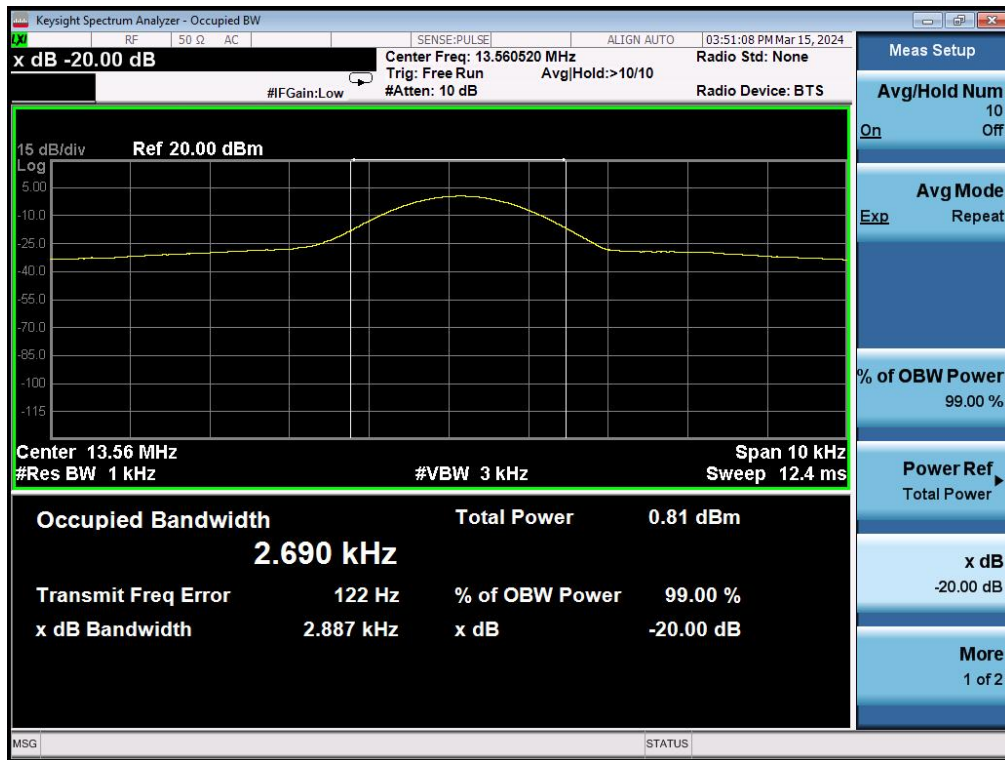 Keysight Spectrum Analyzer - Occupied BW
LXI RF 50 Ω AC SENSE:PULSE ALIGN AUTO 03:51:08 PM Mar 15, 2024
x dB -20.00 dB
Center Freq: 13.560520 MHz Radio Std: None
Trig: Free Run Avg|Hold:>10/10
#IFGain:Low #Atten: 10 dB Radio Device: BTS
15 dB/div Ref 20.00 dBm
Log
5.00
-10.0
-25.0
-40.0
-55.0
-70.0
-85.0
-100
-115
Center 13.56 MHz Span 10 kHz
#Res BW 1 kHz #VBW 3 kHz Sweep 12.4 ms
Occupied Bandwidth Total Power 0.81 dBm
2.690 kHz
Transmit Freq Error 122 Hz % of OBW Power 99.00 %
x dB Bandwidth 2.887 kHz x dB -20.00 dB
MSG STATUS
Meas Setup
Avg/Hold Num
10
On Off
Avg Mode
Exp Repeat
% of OBW Power
99.00 %
Power Ref
Total Power
x dB
-20.00 dB
More
1 of 2